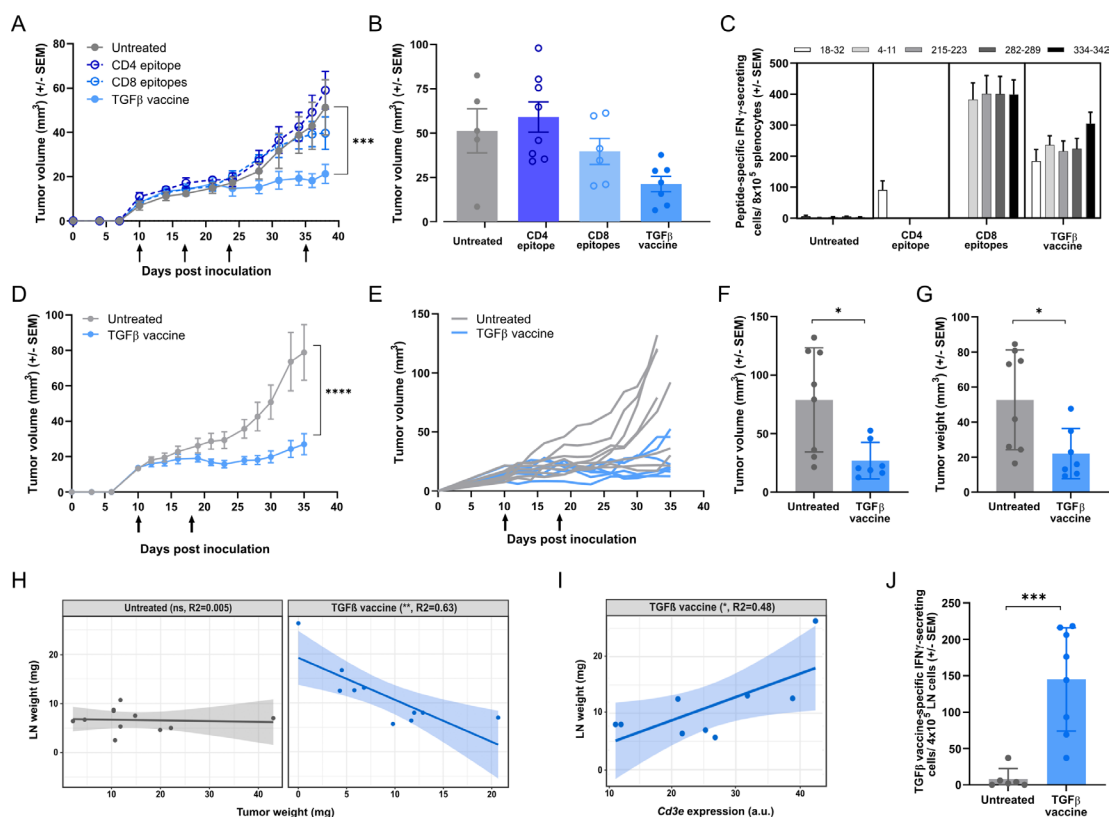 A
Tumor volume (mm³) (+/- SEM)
80
60
40
20
0
Untreated
CD4 epitope
CD8 epitopes
TGFβ vaccine
***
0 5 10 15 20 25 30 35 40
Days post inoculation
B
Tumor volume (mm³) (+/- SEM)
100
75
50
25
0
Untreated
CD4
epitope
CD8
epitopes
TGFβ
vaccine
C
18-32 4-11 215-223 282-289 334-342
Peptide-specific IFNγ-secreting
cells/ 8x10⁵ splenocytes (+/- SEM)
500
400
300
200
100
0
Untreated
CD4
epitope
CD8
epitopes
TGFβ
vaccine
D
Tumor volume (mm³) (+/- SEM)
100
80
60
40
20
0
Untreated
TGFβ vaccine
****
0 5 10 15 20 25 30 35 40
Days post inoculation
E
Tumor volume (mm³)
150
100
50
0
Untreated
TGFβ vaccine
0 5 10 15 20 25 30 35 40
Days post inoculation
F
Tumor volume (mm³) (+/- SEM)
150
100
50
0
*
Untreated
TGFβ
vaccine
G
Tumor weight (mm³) (+/- SEM)
100
80
60
40
20
0
*
Untreated
TGFβ
vaccine
H
Untreated (ns, R2=0.005)
TGFß vaccine (**, R2=0.63)
LN weight (mg)
20
10
0
10 20 30 40
0 5 10 15 20
Tumor weight (mg)
I
TGFß vaccine (*, R2=0.48)
LN weight (mg)
20
10
0
10 20 30 40
Cd3e expression (a.u.)
J
TGFβ vaccine-specific IFNγ-secreting
cells/ 4x10⁵ LN cells (+/- SEM)
250
200
150
100
50
0
***
Untreated
TGFβ
vaccine